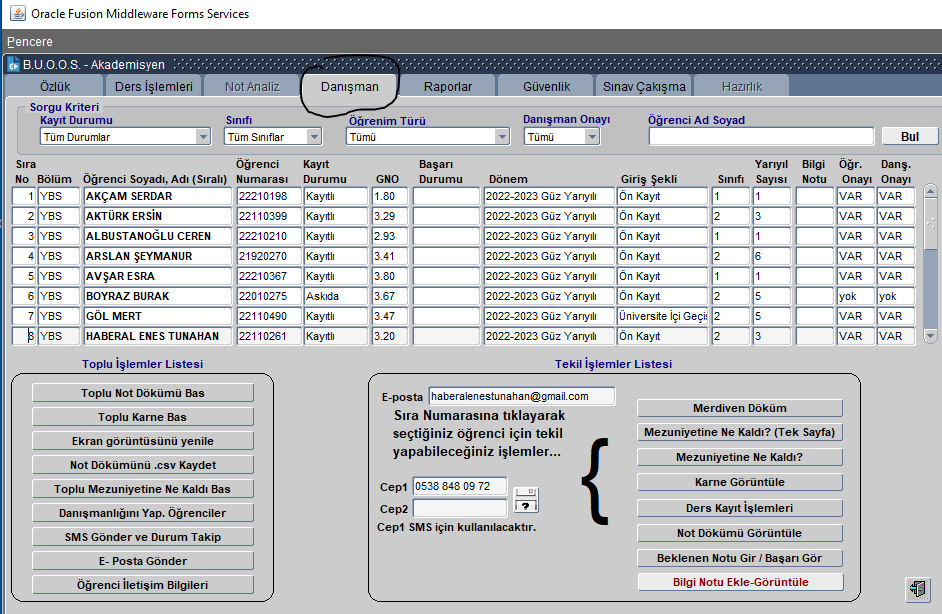 Oracle Fusion Middleware Forms Services
Pencere
B.U.O.O.S. - Akademisyen
Özlük Ders İşlemleri Not Analiz Danışman Raporlar Güvenlik Sınav Çakışma Hazırlık
Sorgu Kriteri
Kayıt Durumu Sınıfı Öğrenim Türü Danışman Onayı Öğrenci Ad Soyad
Tüm Durumlar Tüm Sınıflar Tümü Tümü Bul
Sıra Öğrenci Kayıt Başarı Yarıyıl Bilgi Öğr. Danş.
No Bölüm Öğrenci Soyadı, Adı (Sıralı) Numarası Durumu GNO Durumu Dönem Giriş Şekli Sınıfı Sayısı Notu Onayı Onayı
1 YBS AKÇAM SERDAR 22210198 Kayıtlı 1.80 2022-2023 Güz Yarıyılı Ön Kayıt 1 1 VAR VAR
2 YBS AKTÜRK ERSİN 22110399 Kayıtlı 3.29 2022-2023 Güz Yarıyılı Ön Kayıt 2 3 VAR VAR
3 YBS ALBUSTANOĞLU CEREN 22210210 Kayıtlı 2.93 2022-2023 Güz Yarıyılı Ön Kayıt 1 1 VAR VAR
4 YBS ARSLAN ŞEYMANUR 21920270 Kayıtlı 3.41 2022-2023 Güz Yarıyılı Ön Kayıt 2 6 VAR VAR
5 YBS AVŞAR ESRA 22210367 Kayıtlı 3.80 2022-2023 Güz Yarıyılı Ön Kayıt 1 1 VAR VAR
6 YBS BOYRAZ BURAK 22010275 Askıda 3.67 2022-2023 Güz Yarıyılı Ön Kayıt 2 5 yok yok
7 YBS GÖL MERT 22110490 Kayıtlı 3.47 2022-2023 Güz Yarıyılı Üniversite İçi Geçiş 2 5 VAR VAR
8 YBS HABERAL ENES TUNAHAN 22110261 Kayıtlı 3.20 2022-2023 Güz Yarıyılı Ön Kayıt 2 3 VAR VAR
Toplu İşlemler Listesi
Toplu Not Dökümü Bas
Toplu Karne Bas
Ekran görüntüsünü yenile
Not Dökümünü .csv Kaydet
Toplu Mezuniyetine Ne Kaldı Bas
Danışmanlığını Yap. Öğrenciler
SMS Gönder ve Durum Takip
E- Posta Gönder
Öğrenci İletişim Bilgileri
Tekil İşlemler Listesi
E-posta haberalenestunahan@gmail.com
Sıra Numarasına tıklayarak
seçtiğiniz öğrenci için tekil
yapabileceğiniz işlemler...
{
Cep1 0538 848 09 72
?
Cep2
Cep1 SMS için kullanılacaktır.
Merdiven Döküm
Mezuniyetine Ne Kaldı? (Tek Sayfa)
Mezuniyetine Ne Kaldı?
Karne Görüntüle
Ders Kayıt İşlemleri
Not Dökümü Görüntüle
Beklenen Notu Gir / Başarı Gör
Bilgi Notu Ekle-Görüntüle